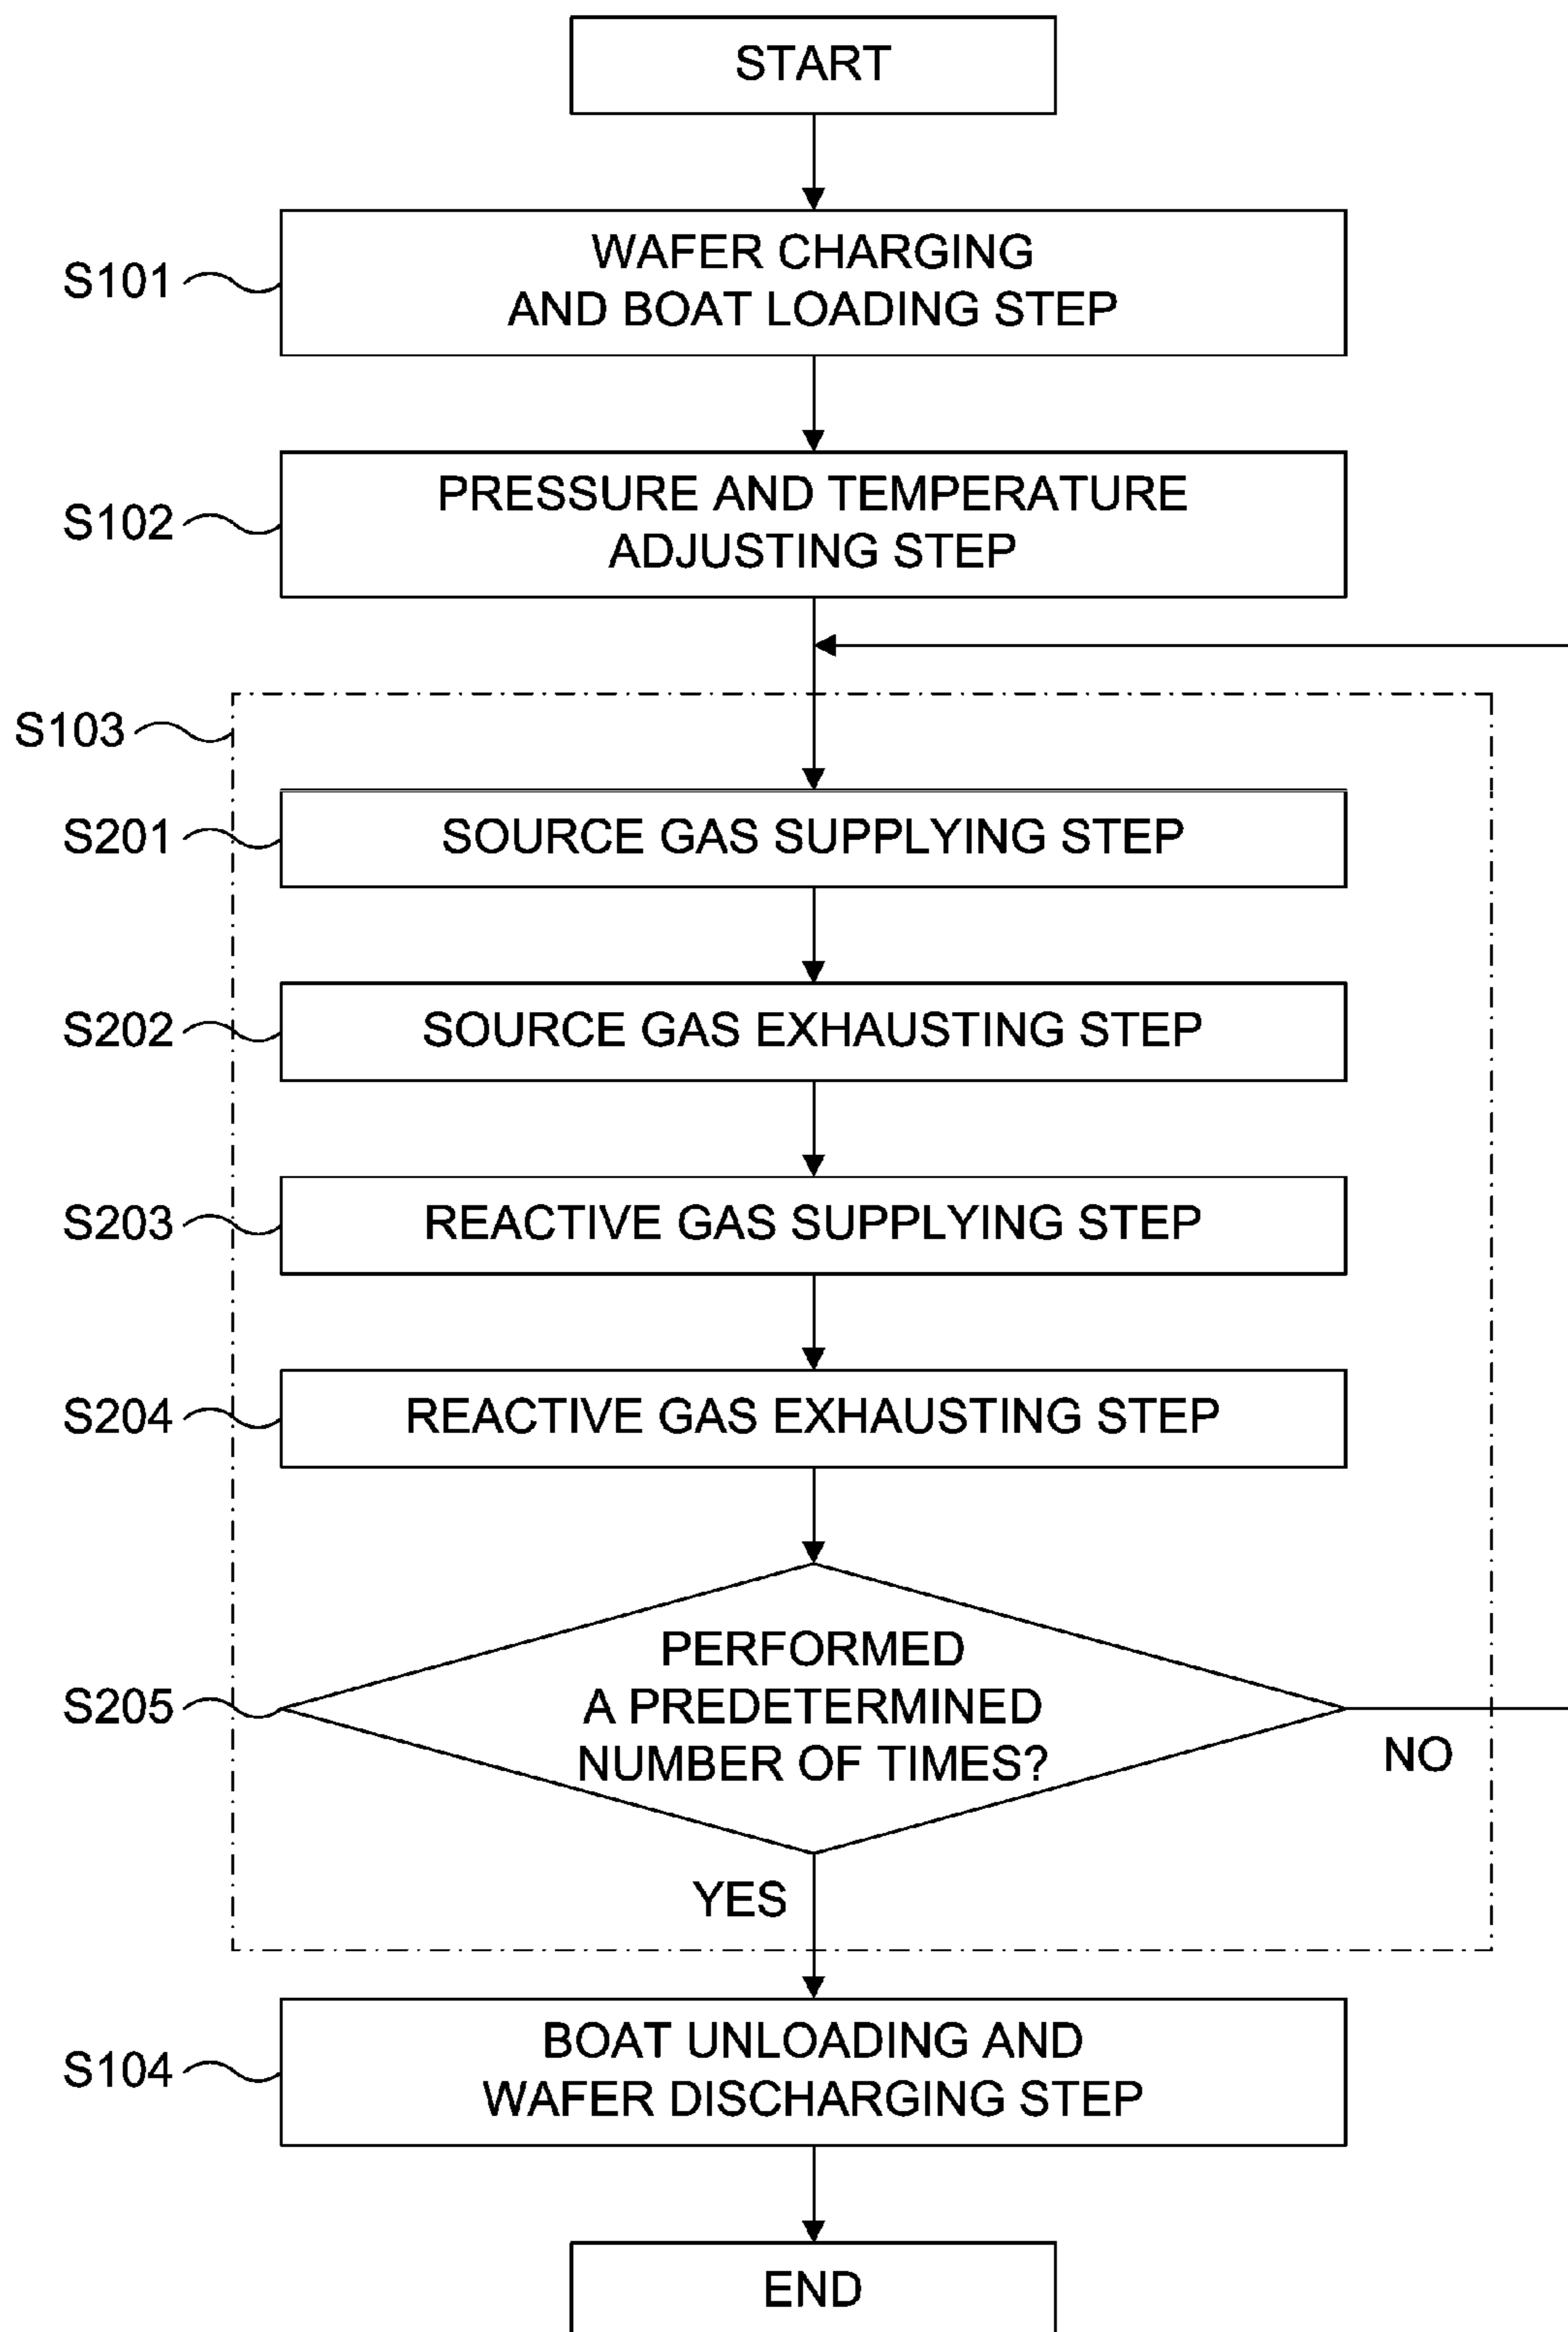 START
S101
WAFER CHARGING
AND BOAT LOADING STEP
S102
PRESSURE AND TEMPERATURE
ADJUSTING STEP
S103
S201
SOURCE GAS SUPPLYING STEP
S202
SOURCE GAS EXHAUSTING STEP
S203
REACTIVE GAS SUPPLYING STEP
S204
REACTIVE GAS EXHAUSTING STEP
S205
PERFORMED
A PREDETERMINED
NUMBER OF TIMES?
NO
YES
S104
BOAT UNLOADING AND
WAFER DISCHARGING STEP
END